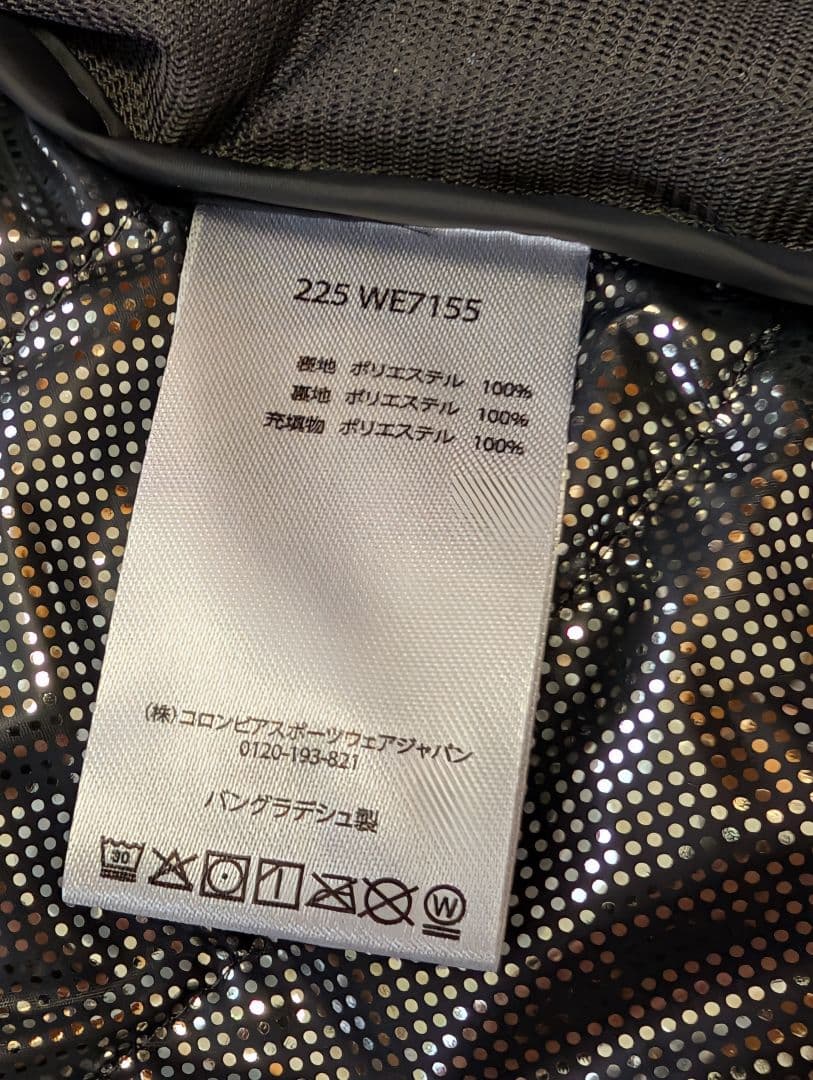 225 WE7155
表地 ポリエステル 100%
裏地 ポリエステル 100%
充填物 ポリエステル 100%
(株)コロンビアスポーツウェアジャパン
0120-193-821
バングラデシュ製
30
W